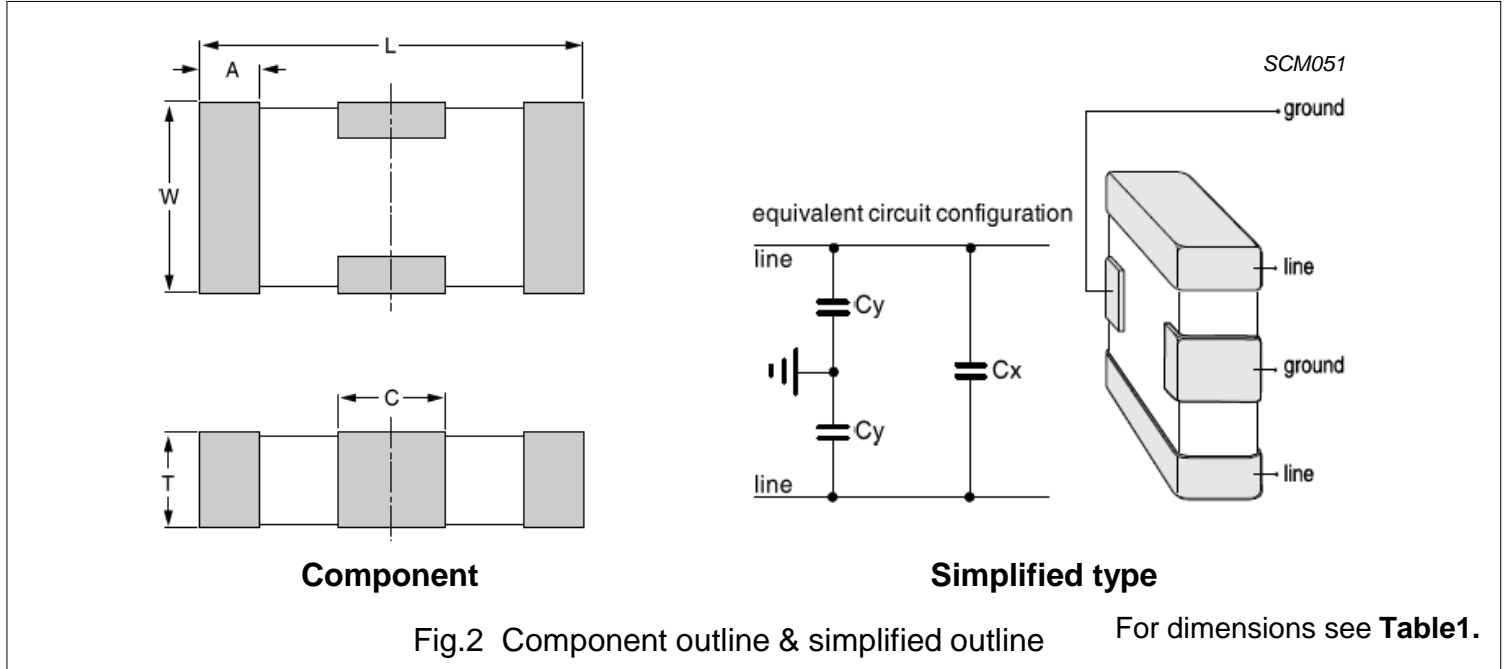 L
A
W
C
T
Component
SCM051
ground
equivalent circuit configuration
line
Cy
Cx
Cy
line
line
ground
line
Simplified type
Fig.2 Component outline & simplified outline
For dimensions see Table1.